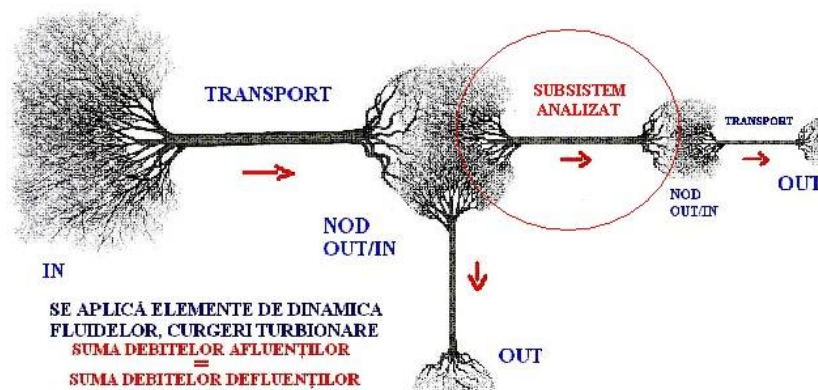 TRANSPORT
SUBSISTEM
ANALIZAT
TRANSPORT
OUT
NOD
OUT/IN
NOD
OUT/IN
IN
OUT
SE APLICĂ ELEMENTE DE DINAMICA
FLUIDELOR, CURGERI TURBIONARE
SUMA DEBITELOR AFLUENȚILOR
=
SUMA DEBITELOR DEFLUENȚILOR